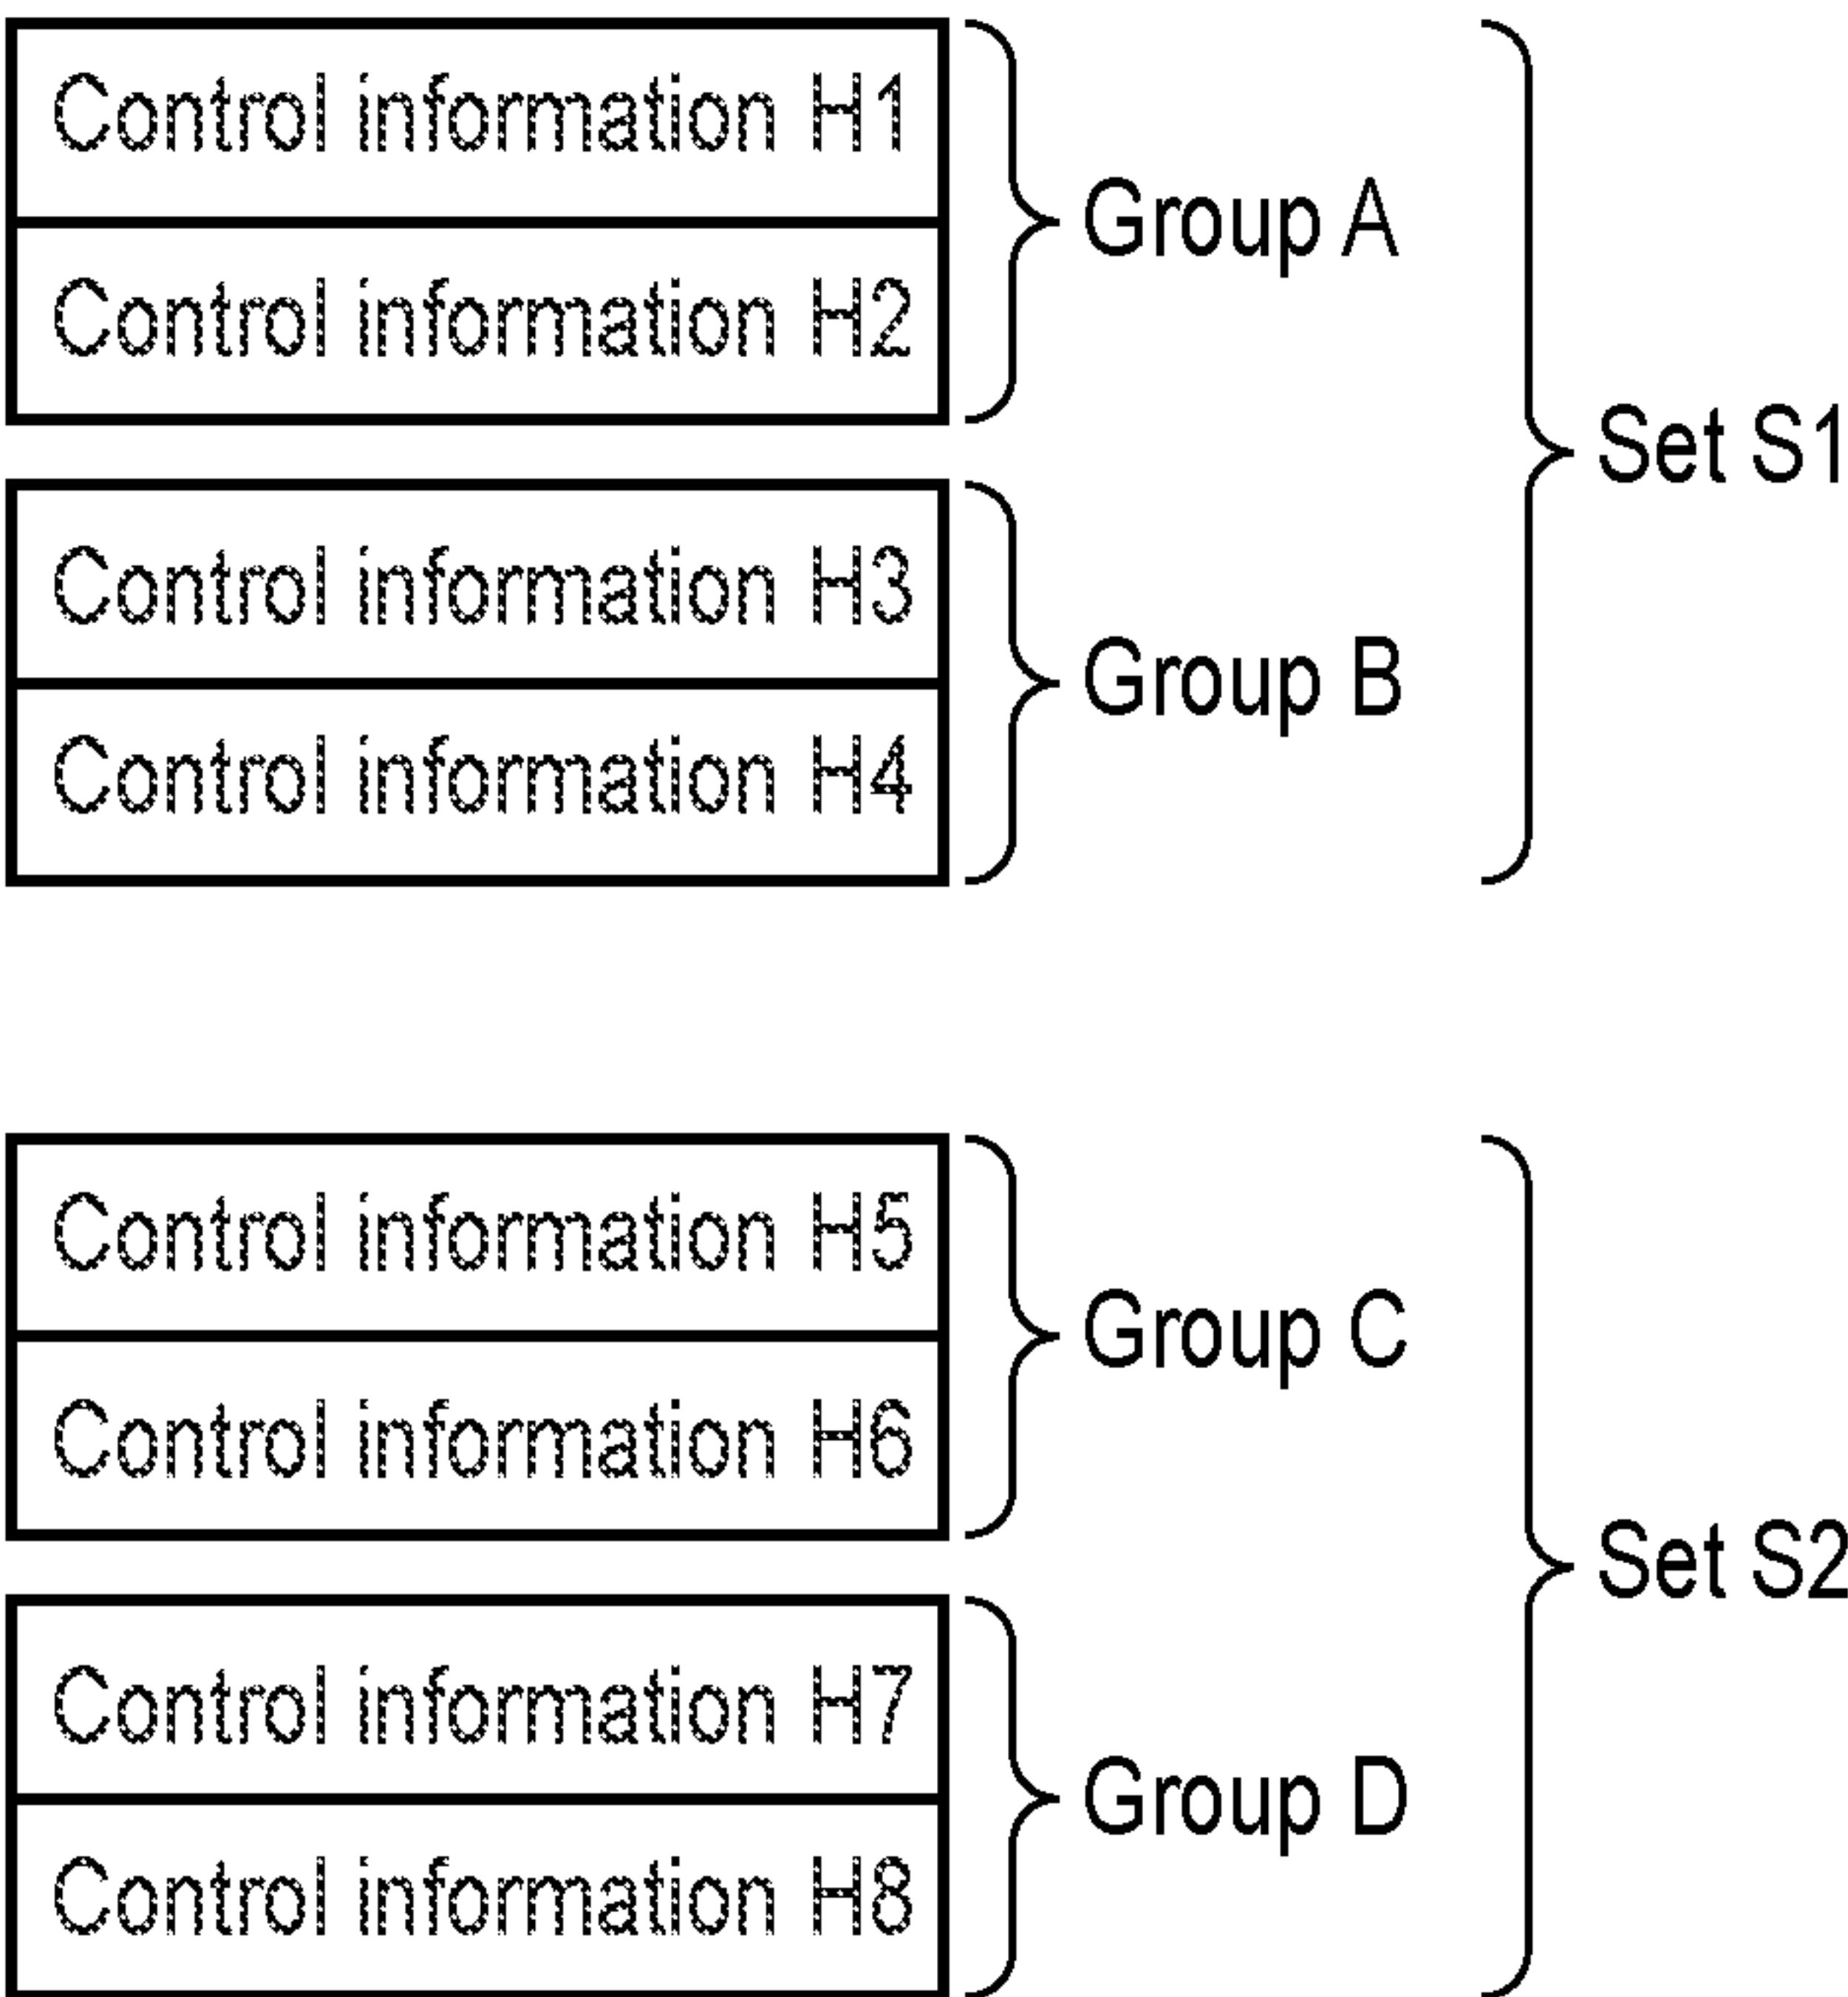 Control information H1
Group A
Control information H2
Set S1
Control information H3
Group B
Control information H4
Control information H5
Group C
Control information H6
Set S2
Control information H7
Group D
Control information H8